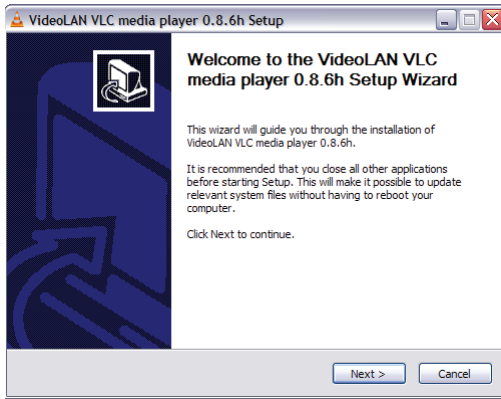 VideoLAN VLC media player 0.8.6h Setup
Welcome to the VideoLAN VLC
media player 0.8.6h Setup Wizard
This wizard will guide you through the installation of
VideoLAN VLC media player 0.8.6h.
It is recommended that you close all other applications
before starting Setup. This will make it possible to update
relevant system files without having to reboot your
computer.
Click Next to continue.
Next >
Cancel